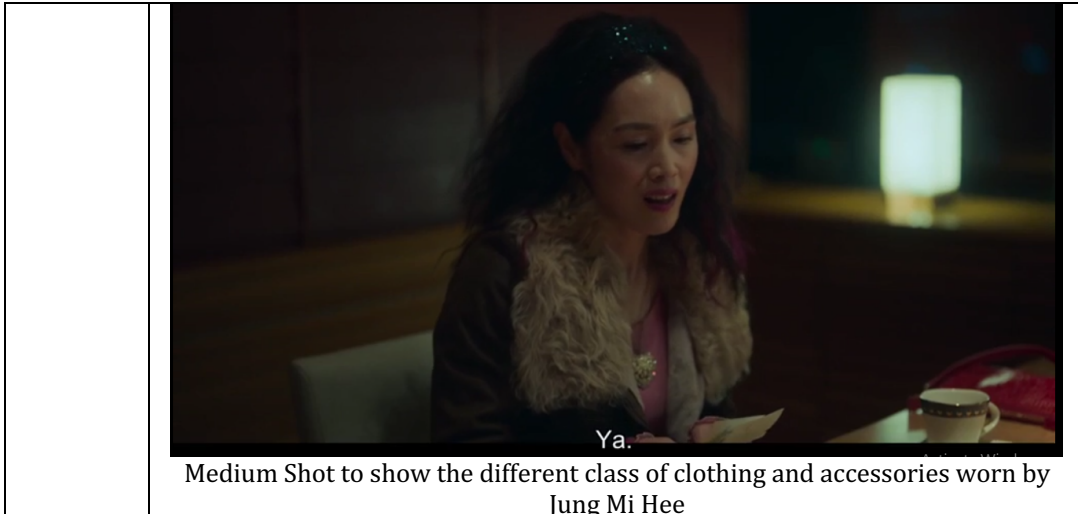 Ya.
Medium Shot to show the different class of clothing and accessories worn by
Jung Mi Hee